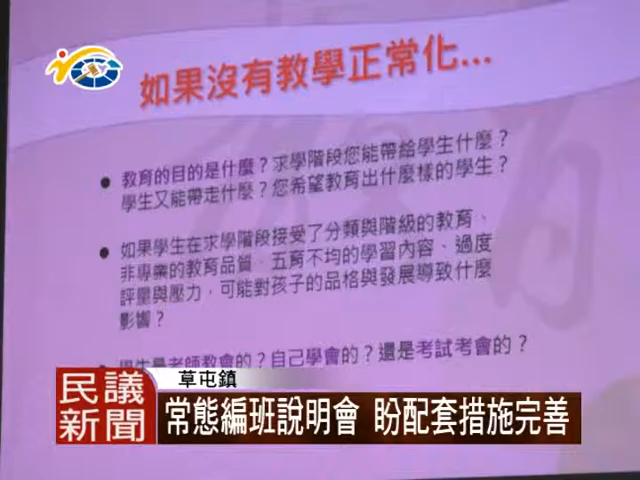 如果沒有教學正常化...
● 教育的目的是什麼？求學階段您能帶給學生什麼？
學生又能帶走什麼？您希望教育出什麼樣的學生？
● 如果學生在求學階段接受了分類與階級的教育、
非專業的教育品質、五育不均的學習內容、過度
評量與壓力，可能對孩子的品格與發展導致什麼
影響？
學生是老師教會的？自己學會的？還是考試考會的？
草屯鎮
民議
新聞
常態編班說明會 盼配套措施完善